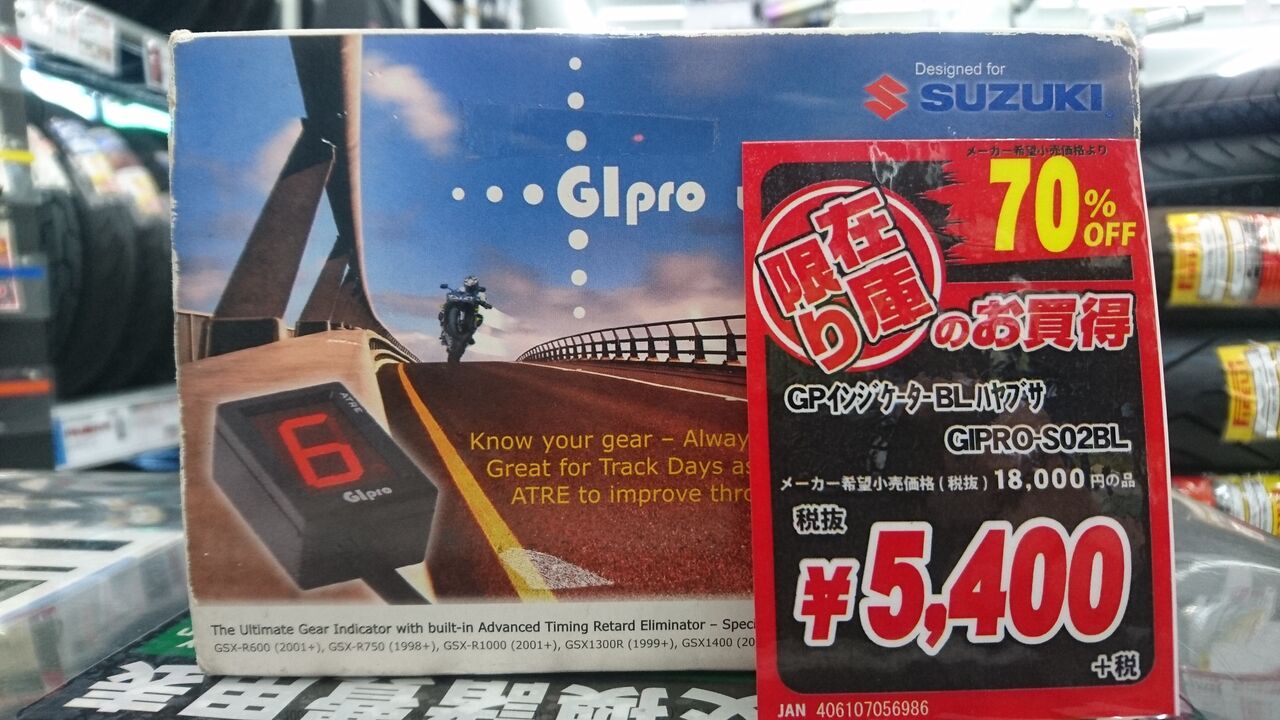 Designed for
SUZUKI
GIpro
Know your gear – Alway
Great for Track Days as
ATRE to improve thro
6
ATRE
GIpro
The Ultimate Gear Indicator with built-in Advanced Timing Retard Eliminator – Speci
GSX-R600 (2001+), GSX-R750 (1998+), GSX-R1000 (2001+), GSX1300R (1999+), GSX1400 (20
メーカー希望小売価格より
70% OFF
在庫限り
のお買得
GPインジケーターBLハヤブサ
GIPRO-S02BL
メーカー希望小売価格(税抜)18,000円の品
税抜
¥5,400
+税
JAN 406107056986